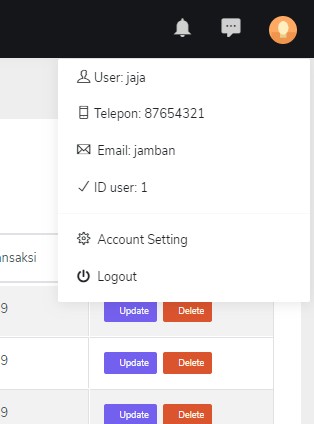 User: jaja
Telepon: 87654321
Email: jamban
ID user: 1
Account Setting
Logout
nsaksi
9 Update Delete
9 Update Delete
9 Update Delete